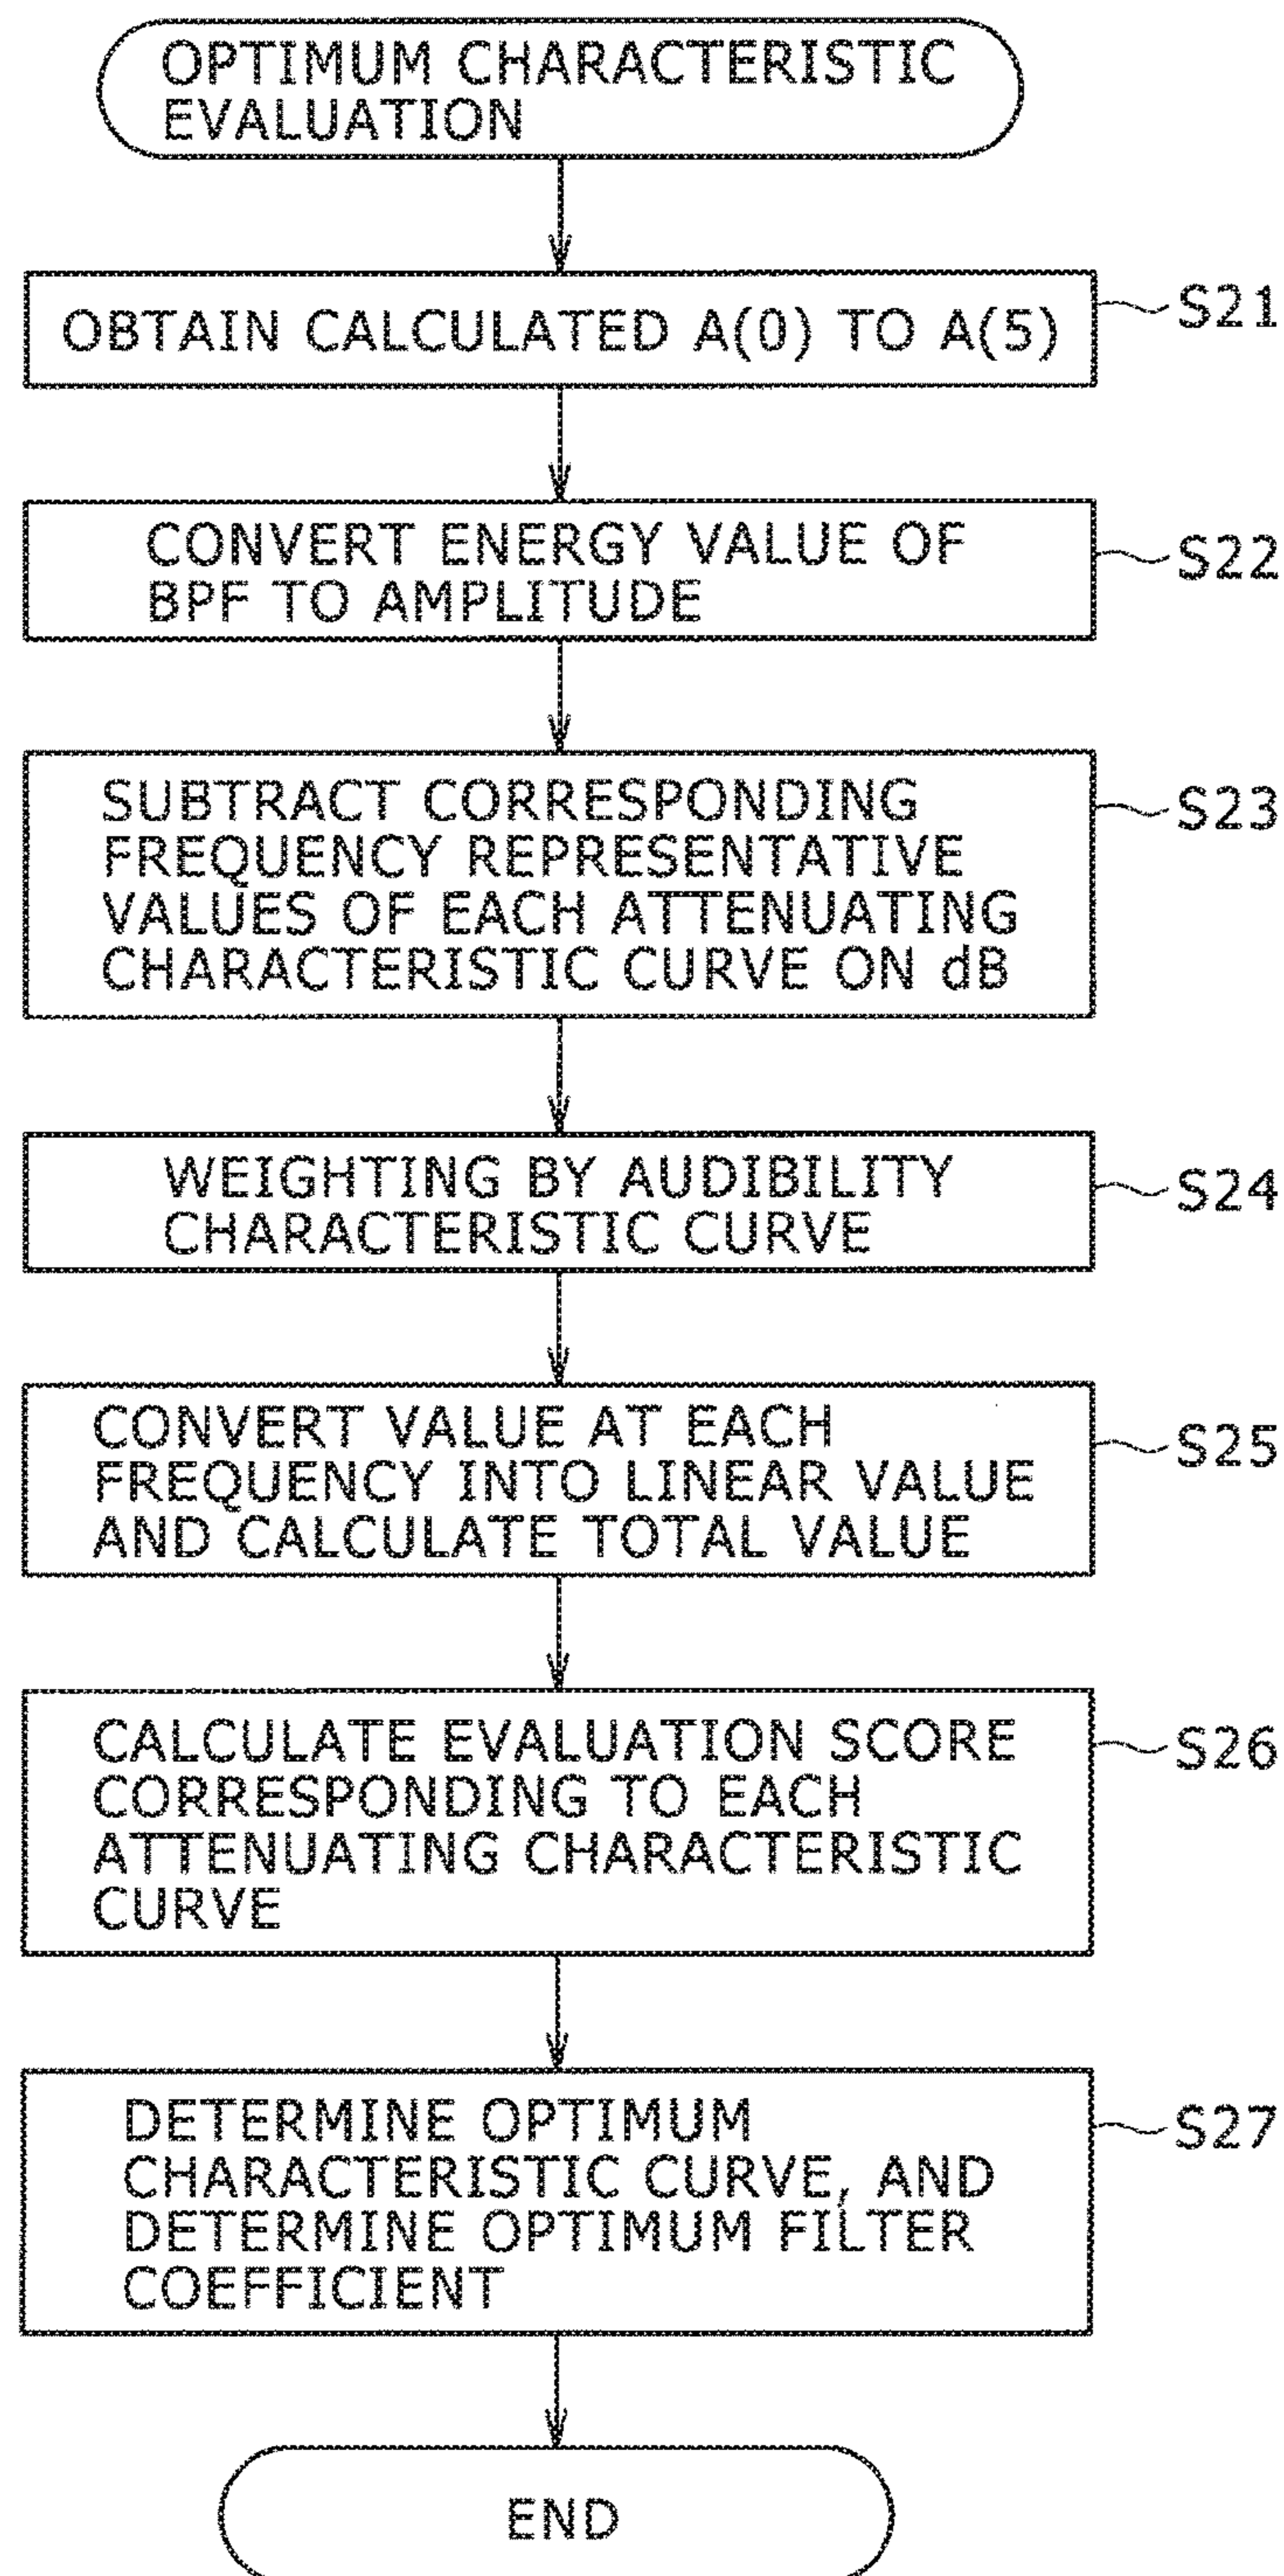 OPTIMUM CHARACTERISTIC
EVALUATION
OBTAIN CALCULATED A(0) TO A(5)
S21
CONVERT ENERGY VALUE OF
BPF TO AMPLITUDE
S22
SUBTRACT CORRESPONDING
FREQUENCY REPRESENTATIVE
VALUES OF EACH ATTENUATING
CHARACTERISTIC CURVE ON dB
S23
WEIGHTING BY AUDIBILITY
CHARACTERISTIC CURVE
S24
CONVERT VALUE AT EACH
FREQUENCY INTO LINEAR VALUE
AND CALCULATE TOTAL VALUE
S25
CALCULATE EVALUATION SCORE
CORRESPONDING TO EACH
ATTENUATING CHARACTERISTIC
CURVE
S26
DETERMINE OPTIMUM
CHARACTERISTIC CURVE, AND
DETERMINE OPTIMUM FILTER
COEFFICIENT
S27
END